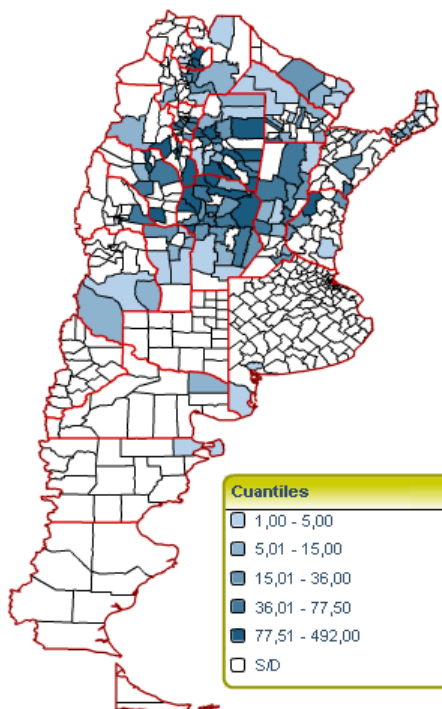 Cuantiles
1,00 - 5,00
5,01 - 15,00
15,01 - 36,00
36,01 - 77,50
77,51 - 492,00
S/D